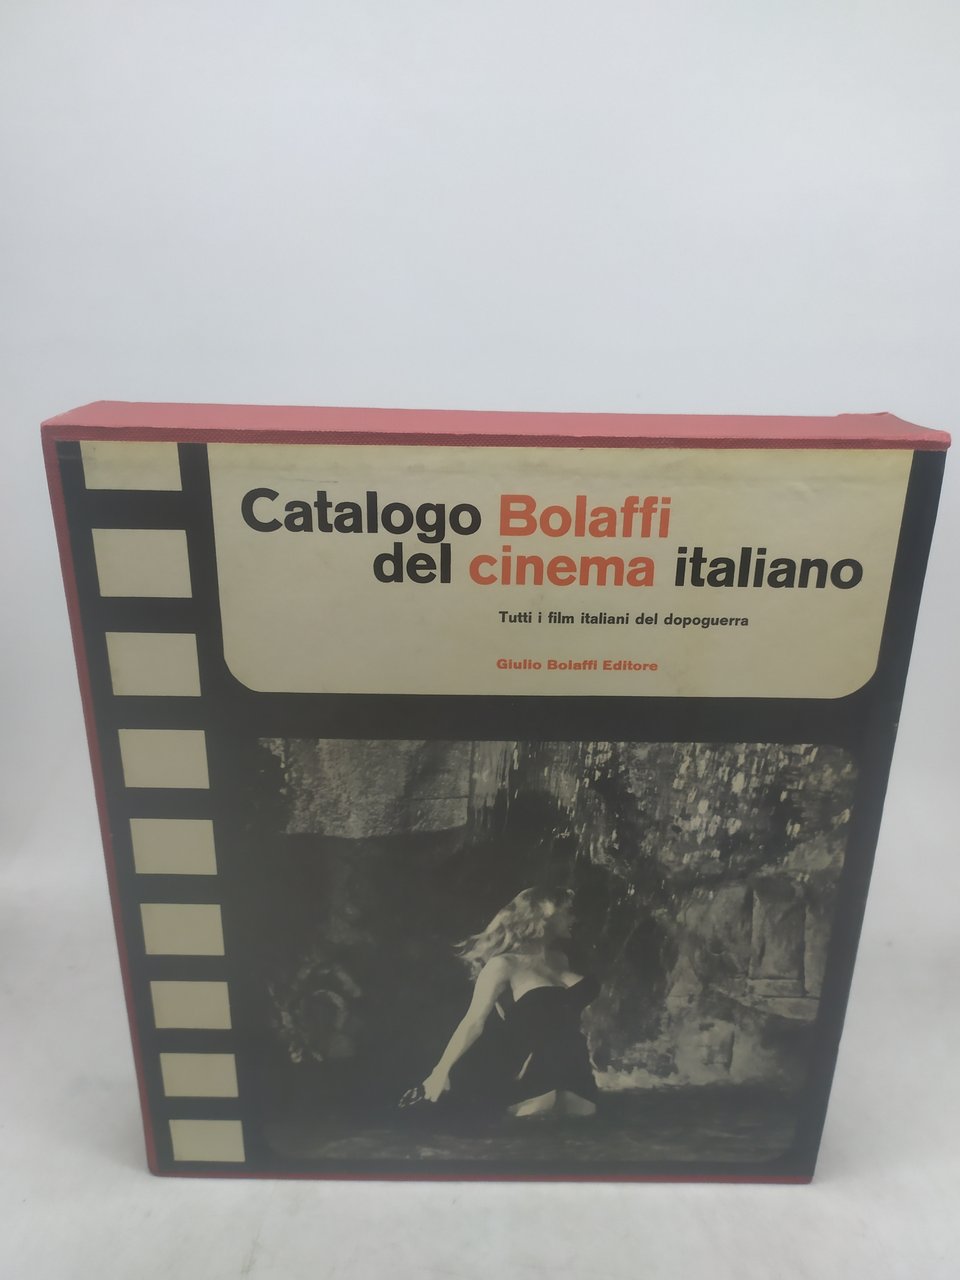 Catalogo Bolaffi
del cinema italiano
Tutti i film italiani del dopoguerra
Giulio Bolaffi Editore